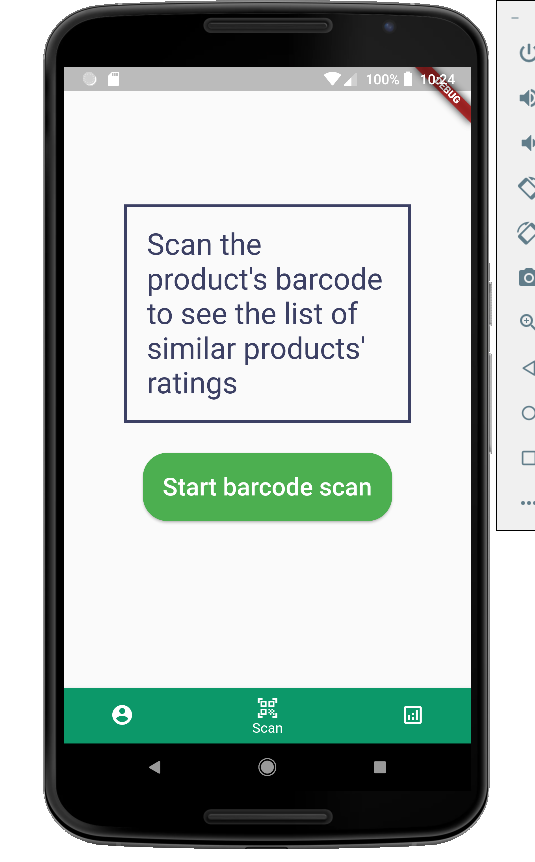 100% 10:24
DEBUG
Scan the
product's barcode
to see the list of
similar products'
ratings
Start barcode scan
Scan